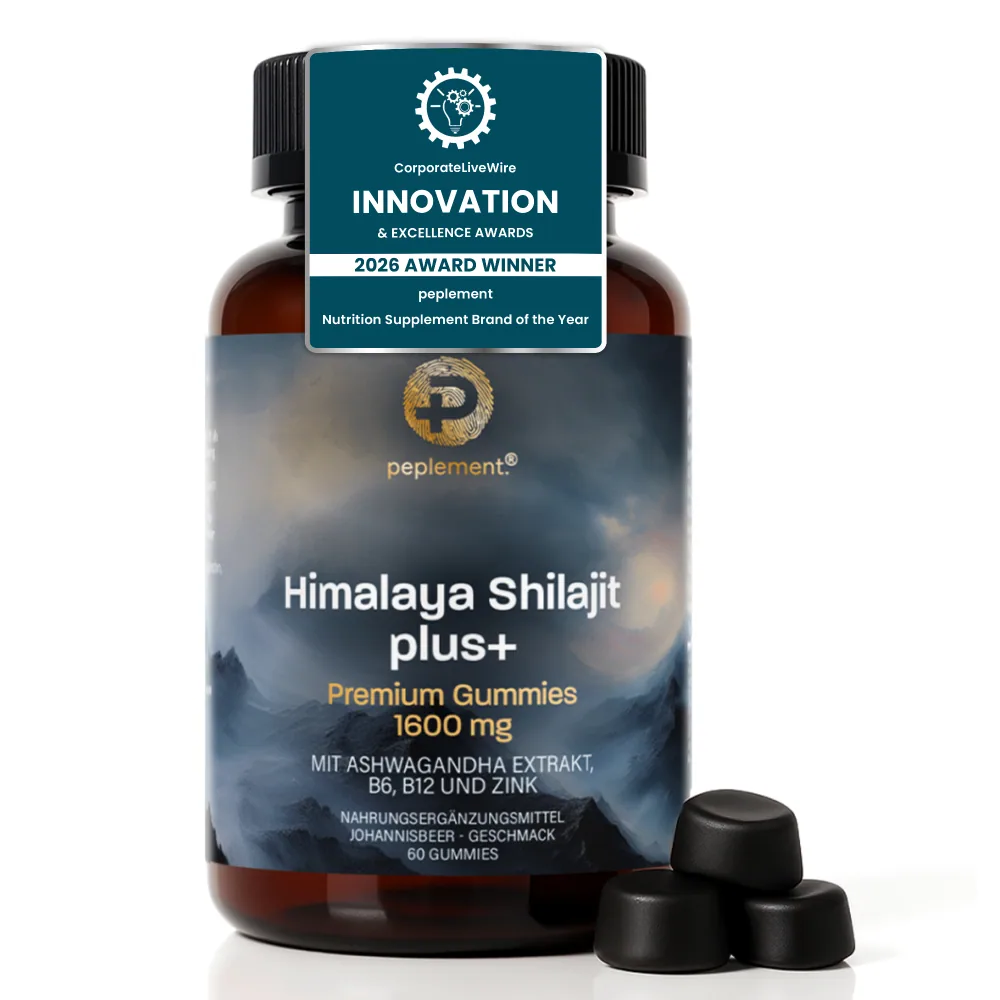 CorporateLiveWire
INNOVATION
& EXCELLENCE AWARDS
2026 AWARD WINNER
peplement
Nutrition Supplement Brand of the Year
peplement.®
Himalaya Shilajit
plus+
Premium Gummies
1600 mg
MIT ASHWAGANDHA EXTRAKT,
B6, B12 UND ZINK
NAHRUNGSERGÄNZUNGSMITTEL
JOHANNISBEER - GESCHMACK
60 GUMMIES